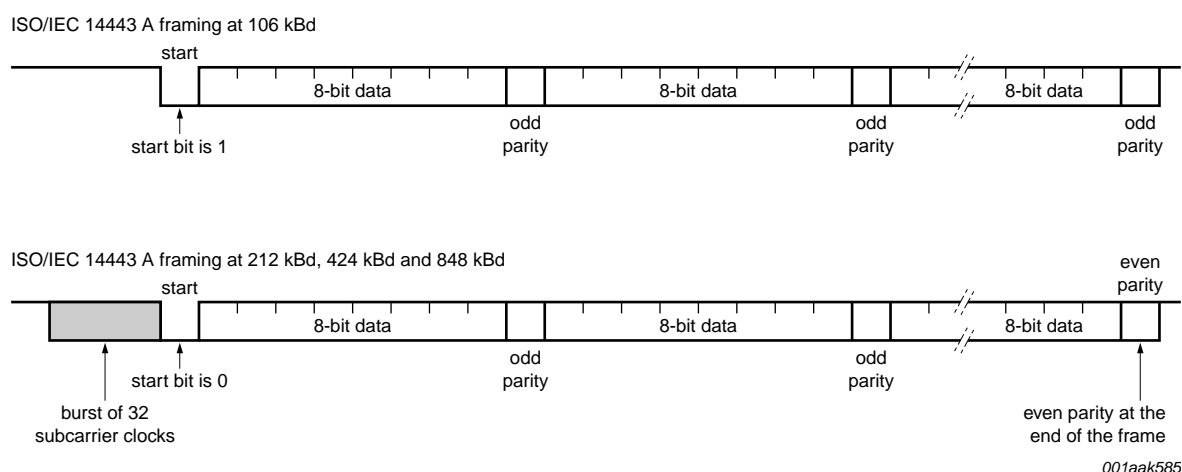 ISO/IEC 14443 A framing at 106 kBd
start
8-bit data
8-bit data
8-bit data
start bit is 1
odd
parity
odd
parity
odd
parity
ISO/IEC 14443 A framing at 212 kBd, 424 kBd and 848 kBd
start
even
parity
8-bit data
8-bit data
8-bit data
start bit is 0
odd
parity
odd
parity
burst of 32
subcarrier clocks
even parity at the
end of the frame
001aak585